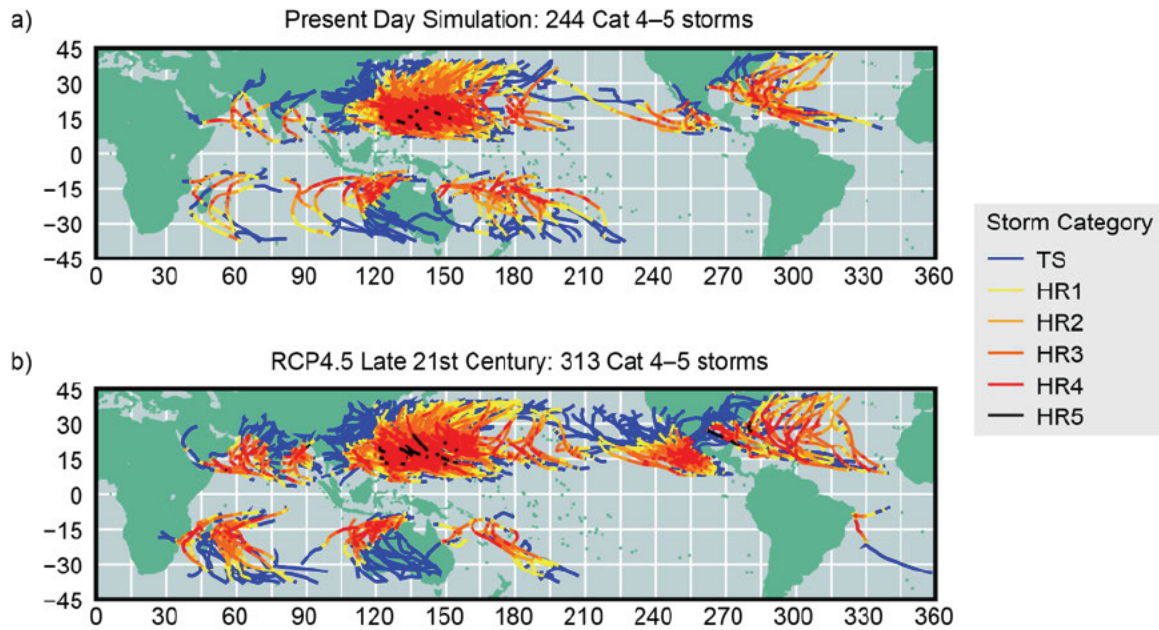 a)
Present Day Simulation: 244 Cat 4–5 storms
45
30
15
0
−15
−30
−45
0 30 60 90 120 150 180 210 240 270 300 330 360
b)
RCP4.5 Late 21st Century: 313 Cat 4–5 storms
45
30
15
0
−15
−30
−45
0 30 60 90 120 150 180 210 240 270 300 330 360
Storm Category
TS
HR1
HR2
HR3
HR4
HR5